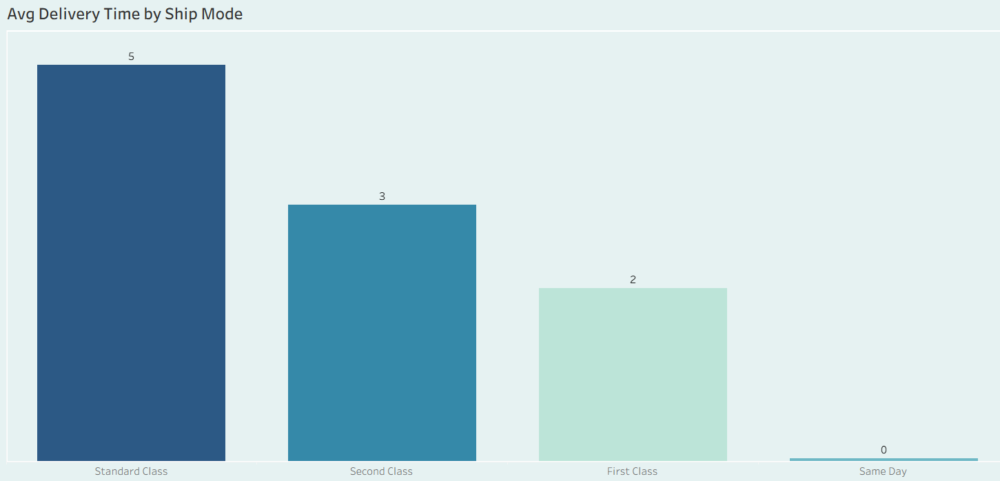 Avg Delivery Time by Ship Mode
5
3
2
0
Standard Class
Second Class
First Class
Same Day